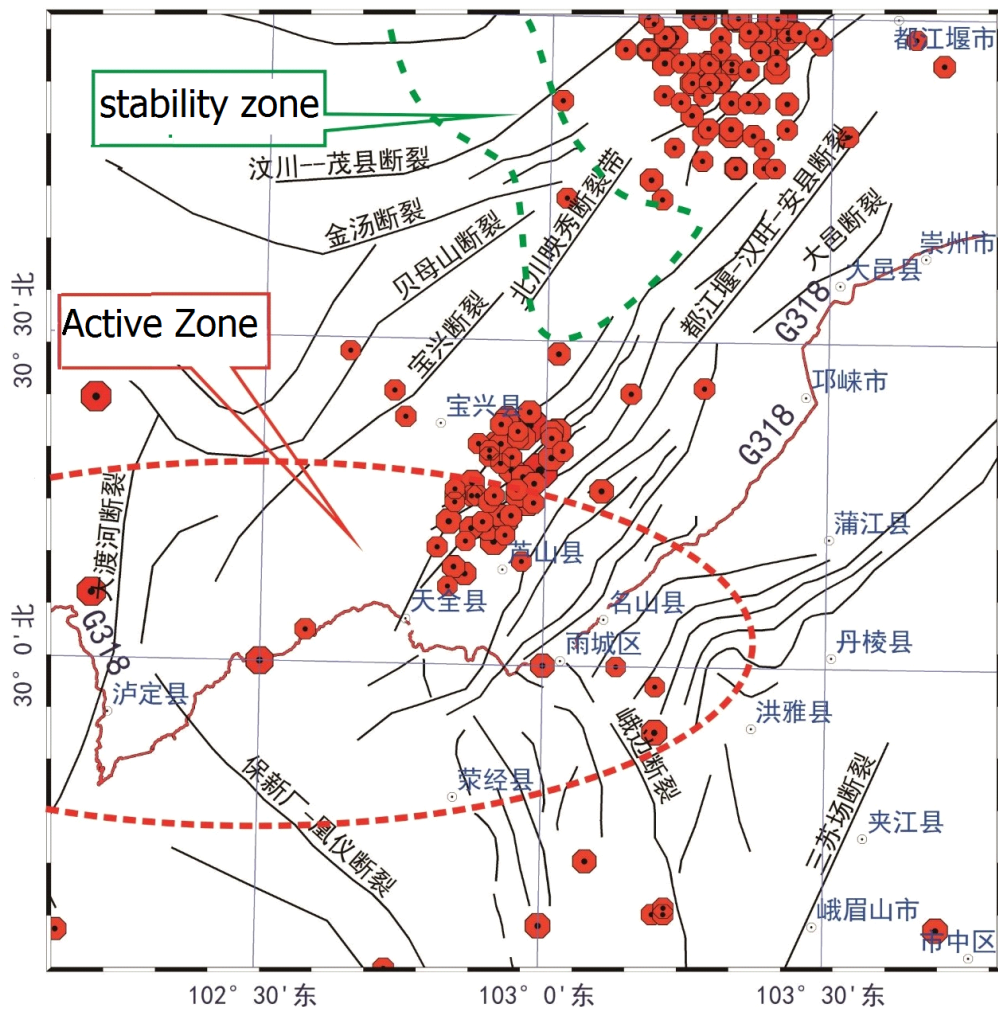 都江堰市
stability zone
汶川--茂县断裂
金汤断裂
贝母山断裂
北川映秀断裂带
都江堰-汉旺-安县断裂
大邑断裂
崇州市
大邑县
G318
北
30° 30'
Active Zone
宝兴断裂
宝兴县
邛崃市
G318
大渡河断裂
蒲江县
芦山县
天全县
名山县
G318
北
30° 0'
雨城区
丹棱县
泸定县
洪雅县
峨边断裂
保新厂-凰仪断裂
荥经县
三苏场断裂
夹江县
峨眉山市
市中区
102° 30'东
103° 0'东
103° 30'东